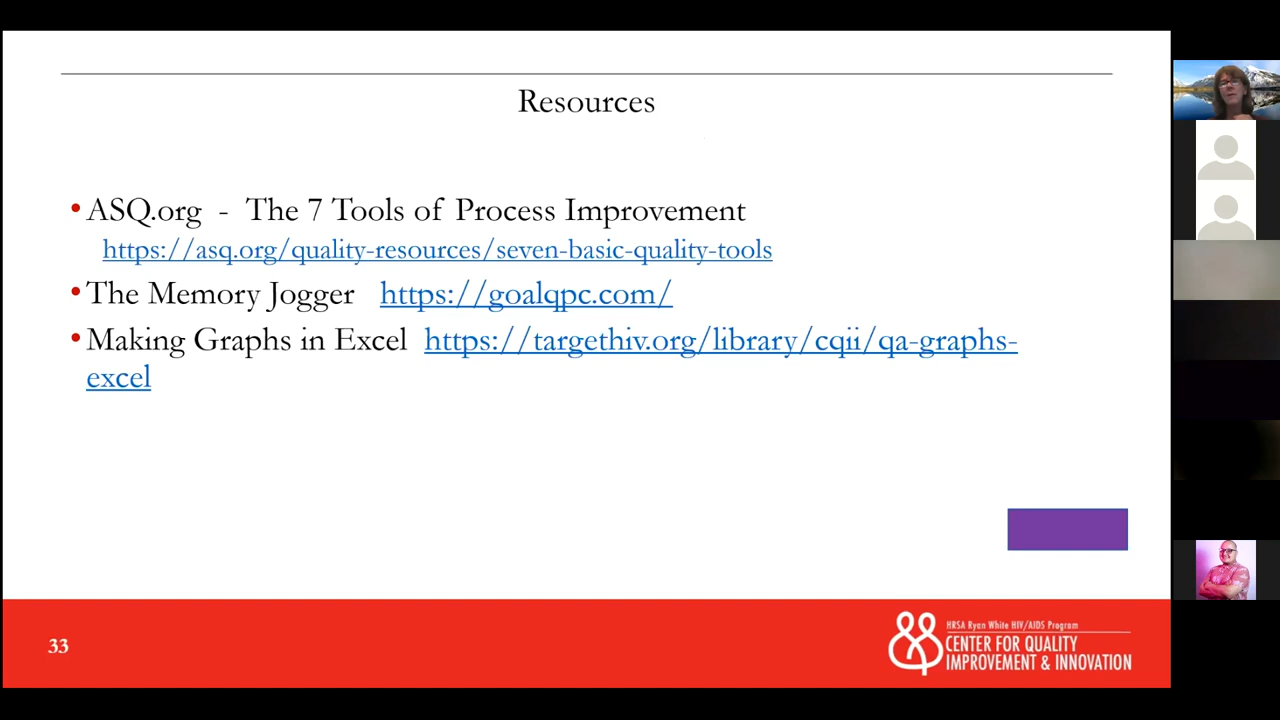 Resources
• ASQ.org - The 7 Tools of Process Improvement
https://asq.org/quality-resources/seven-basic-quality-tools
• The Memory Jogger https://goalqpc.com/
• Making Graphs in Excel https://targethiv.org/library/cqii/qa-graphs-
excel
33
HRSA Ryan White HIV/AIDS Program
CENTER FOR QUALITY
IMPROVEMENT & INNOVATION